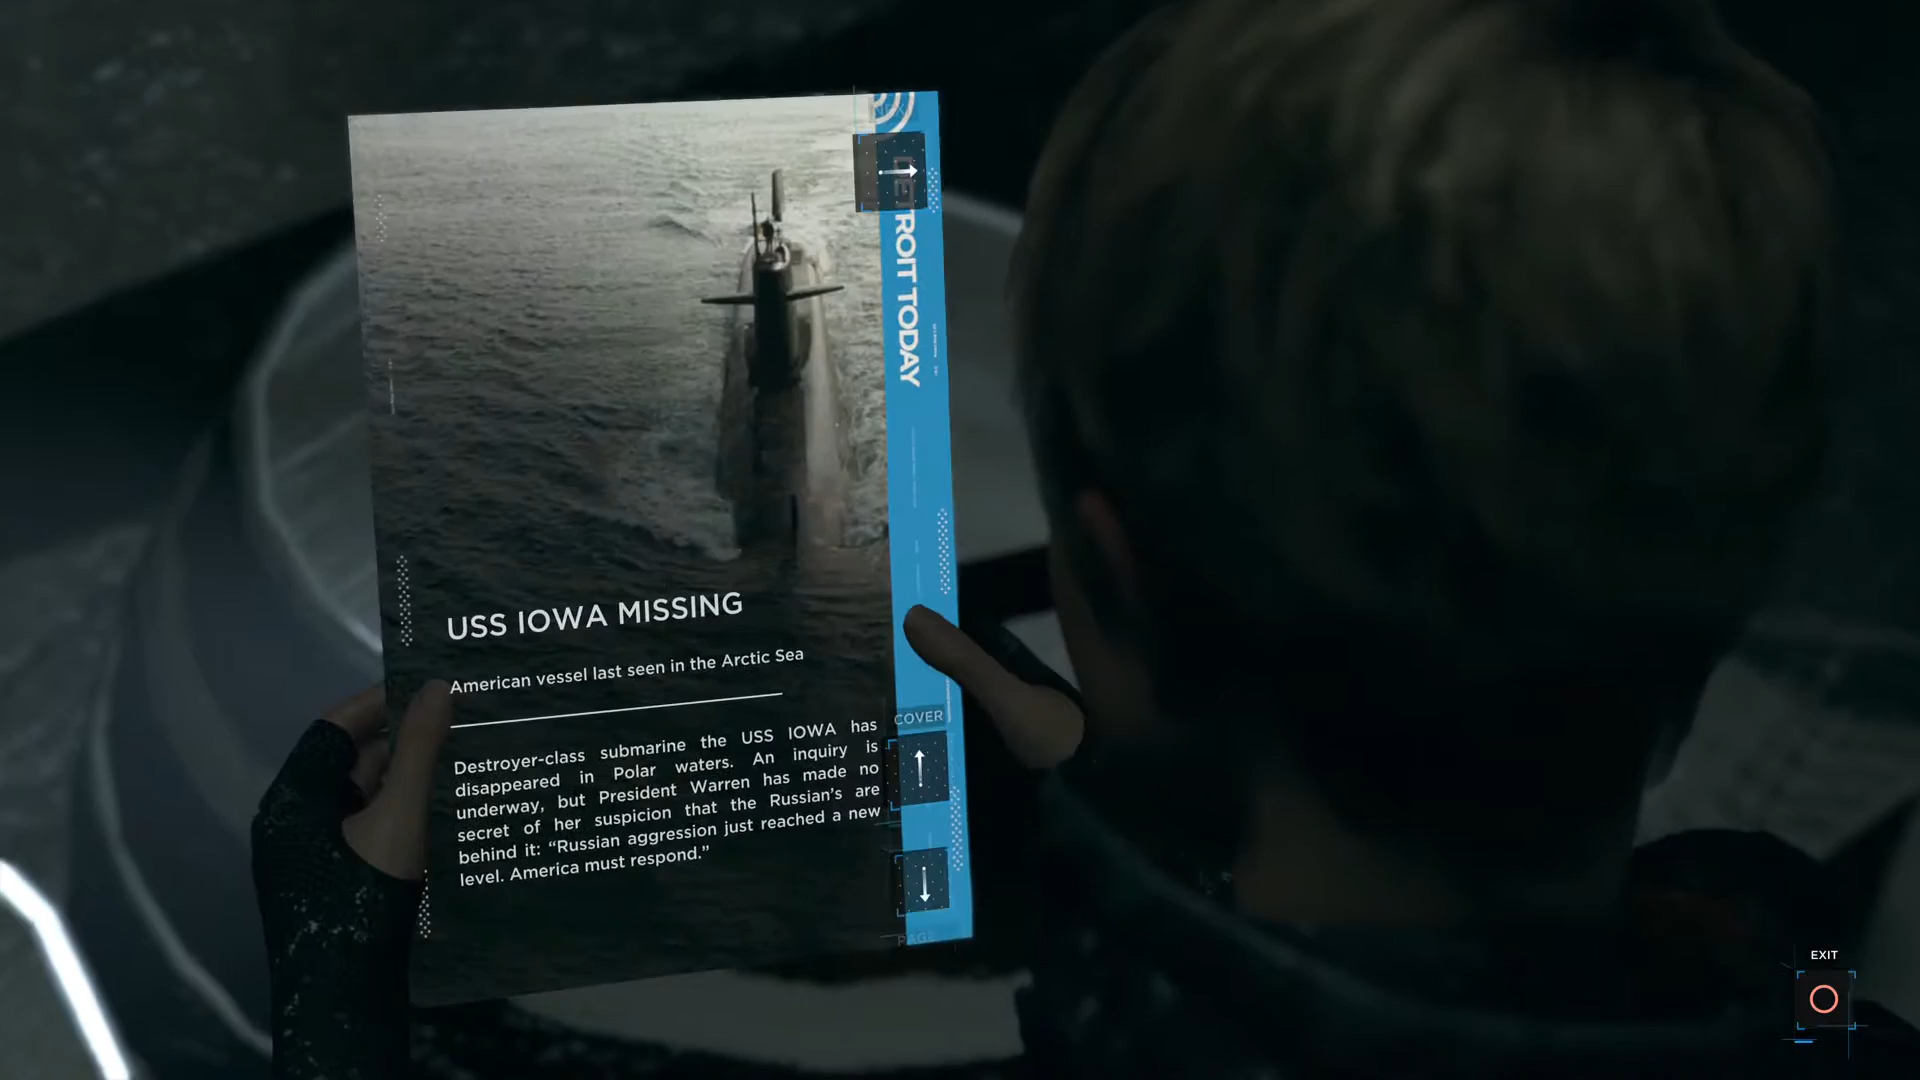 DETROIT TODAY
USS IOWA MISSING
American vessel last seen in the Arctic Sea
Destroyer-class submarine the USS IOWA has
disappeared in Polar waters. An inquiry is
underway, but President Warren has made no
secret of her suspicion that the Russian's are
behind it: “Russian aggression just reached a new
level. America must respond.”
COVER
PAGE
EXIT